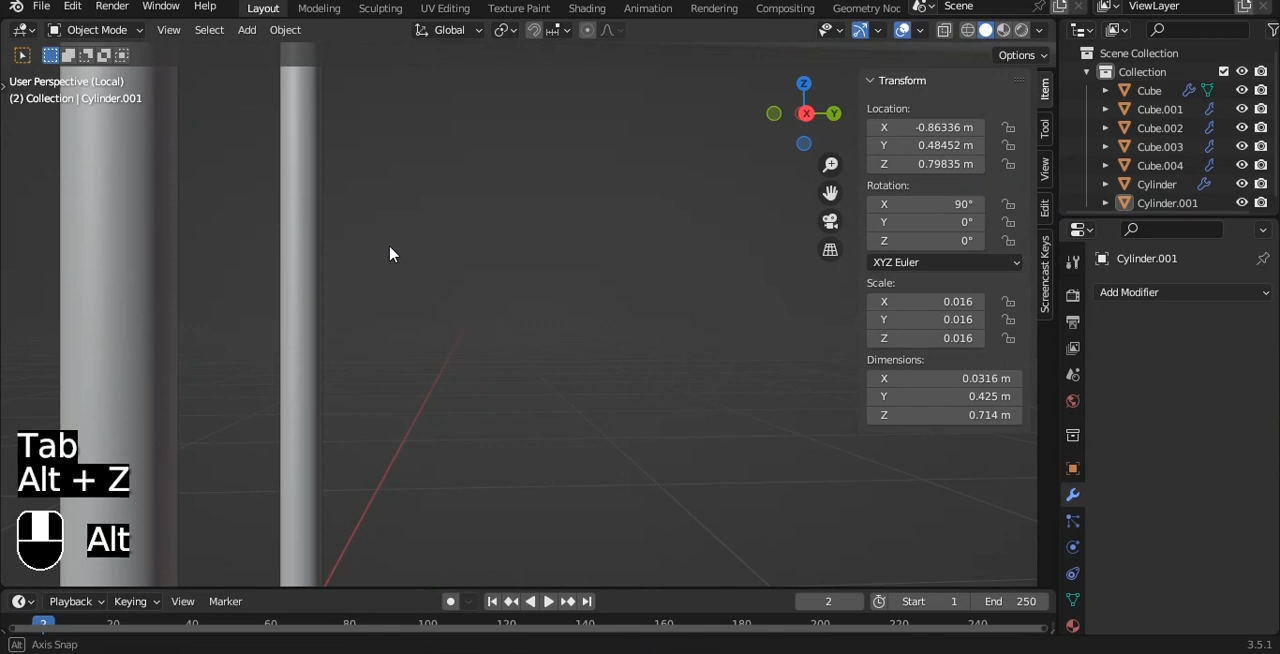 File Edit Render Window Help Layout Modeling Sculpting UV Editing Texture Paint Shading Animation Rendering Compositing Geometry Noc Scene ViewLayer
Object Mode View Select Add Object Global
Options
User Perspective (Local)
(2) Collection | Cylinder.001
Z
X
Y
Transform
Location:
X -0.86336 m
Y 0.48452 m
Z 0.79835 m
Rotation:
X 90°
Y 0°
Z 0°
XYZ Euler
Scale:
X 0.016
Y 0.016
Z 0.016
Dimensions:
X 0.0316 m
Y 0.425 m
Z 0.714 m
Item
Tool
View
Edit
Screencast Keys
Scene Collection
Collection
Cube
Cube.001
Cube.002
Cube.003
Cube.004
Cylinder
Cylinder.001
Cylinder.001
Add Modifier
Tab
Alt + Z
Alt
Playback Keying View Marker 2 Start 1 End 250
2 20 40 60 80 100 120 140 160 180 200 220 240
Alt Axis Snap 3.5.1